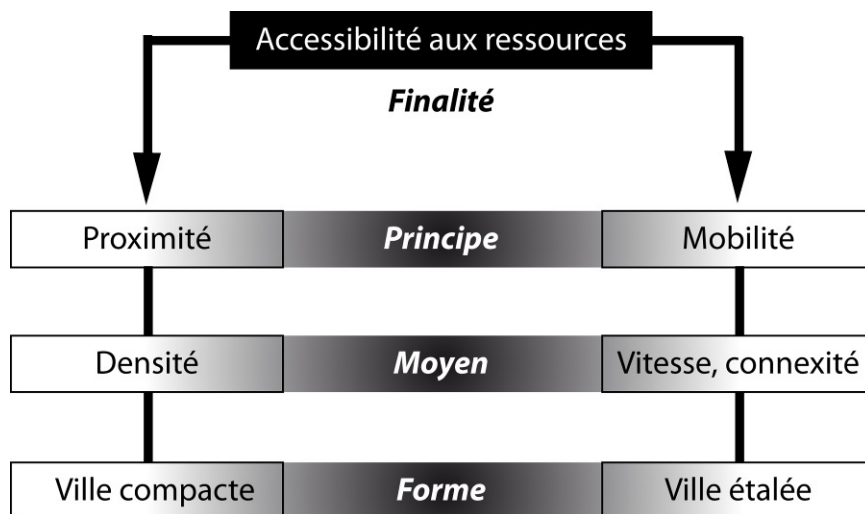 Accessibilité aux ressources
Finalité
Proximité Principe Mobilité
Densité Moyen Vitesse, connexité
Ville compacte Forme Ville étalée